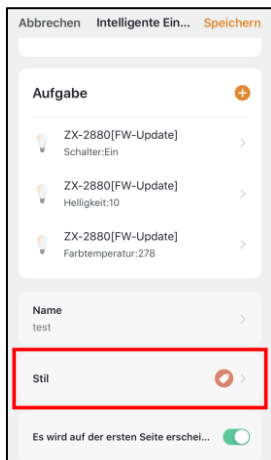 Abbrechen Intelligente Ein... Speichern
Aufgabe
ZX-2880[FW-Update]
Schalter:Ein
ZX-2880[FW-Update]
Helligkeit:10
ZX-2880[FW-Update]
Farbtemperatur:278
Name
test
Stil
Es wird auf der ersten Seite erschei...